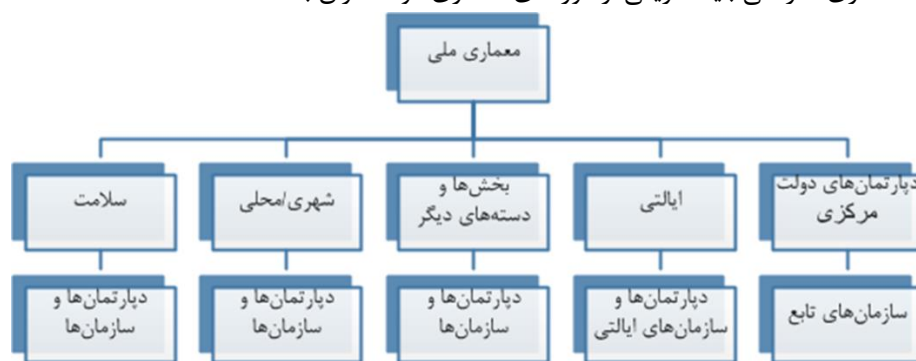 معماری ملی
دپارتمان‌های دولت
مرکزی
ایالتی
بخش‌ها و
دسته‌های دیگر
شهری/محلی
سلامت
سازمان‌های تابع
دپارتمان‌ها و
سازمان‌های ایالتی
دپارتمان‌ها و
سازمان‌ها
دپارتمان‌ها و
سازمان‌ها
دپارتمان‌ها و
سازمان‌ها